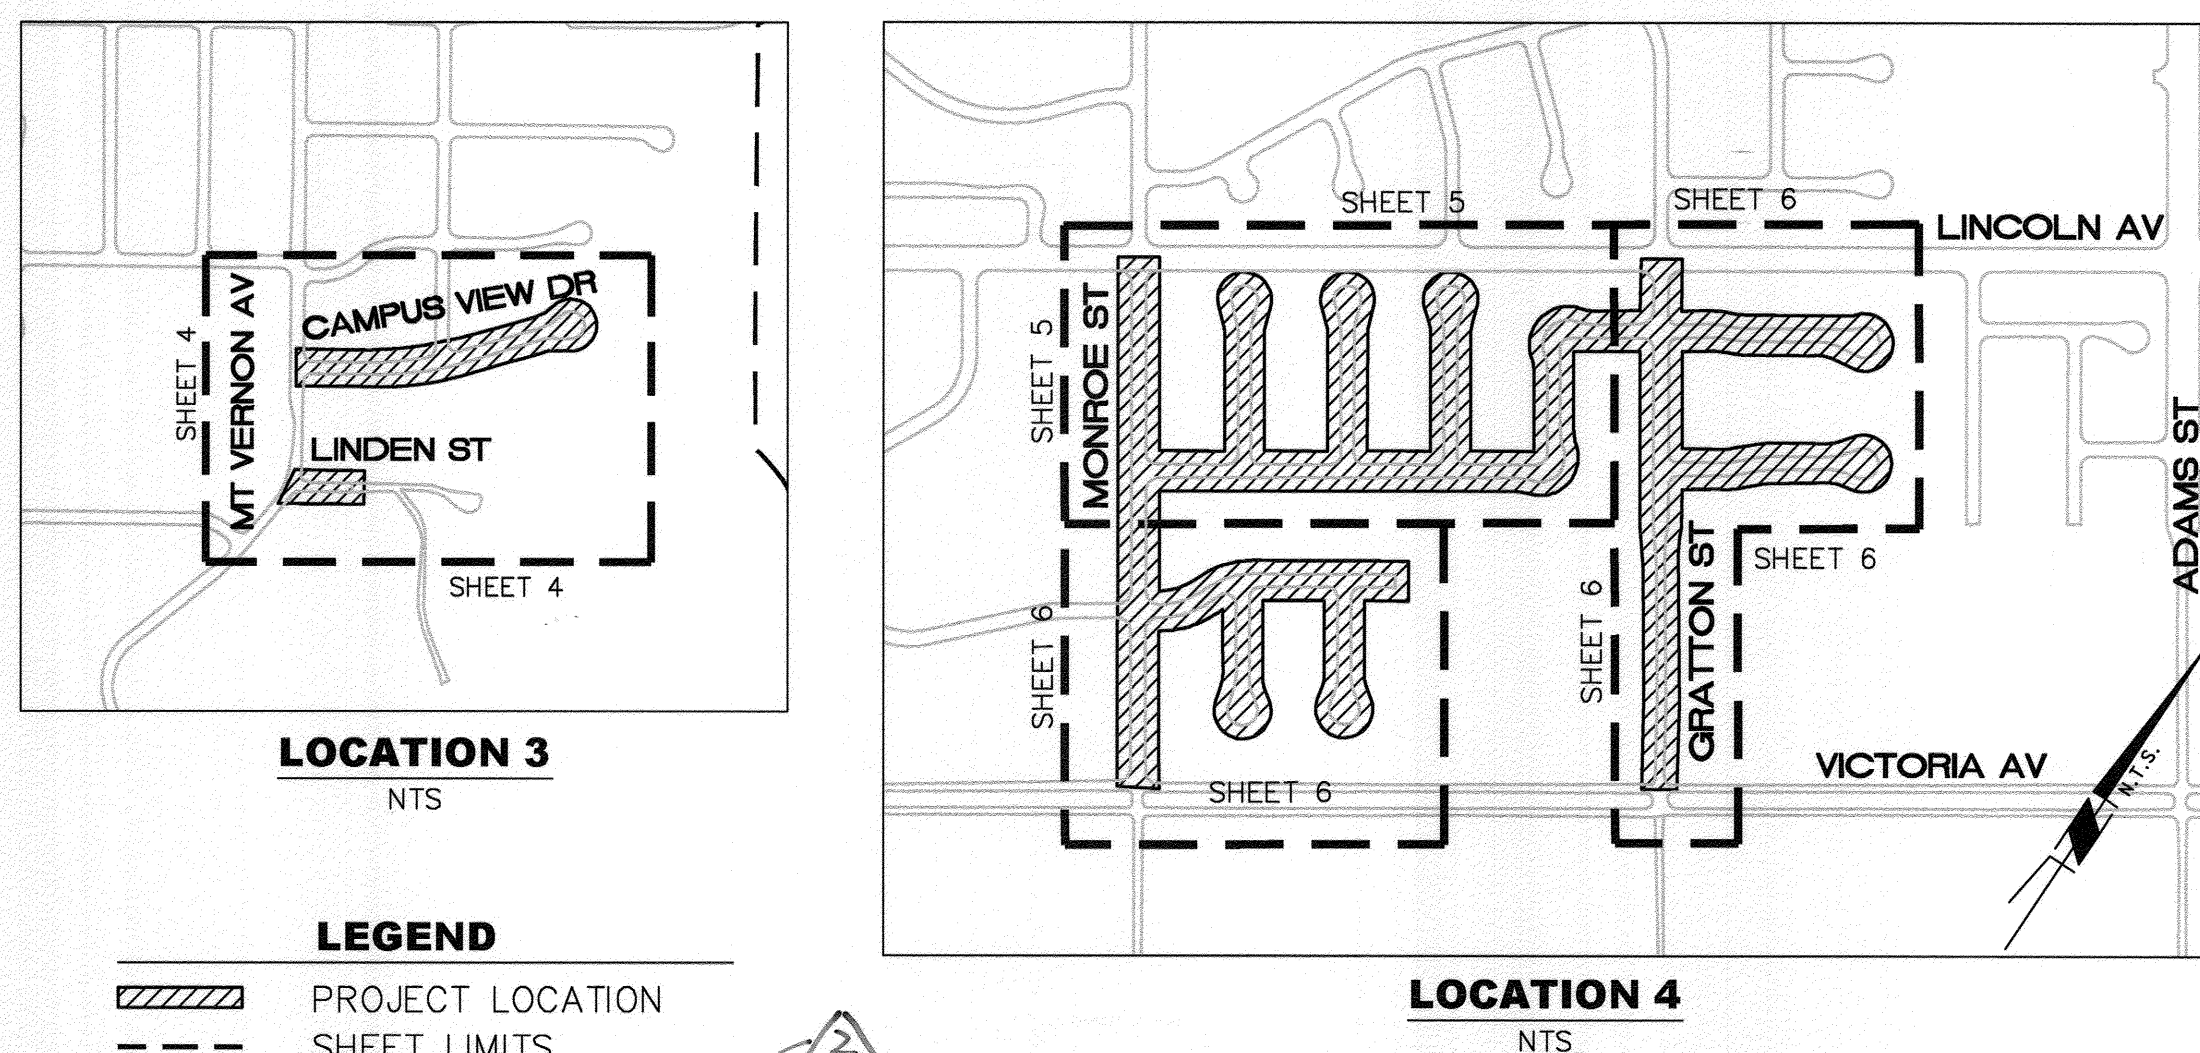 SHEET 4
MT VERNON AV
CAMPUS VIEW DR
LINDEN ST
SHEET 4
LOCATION 3
NTS
SHEET 5
SHEET 6
LINCOLN AV
SHEET 5
MONROE ST
SHEET 6
SHEET 6
GRATTON ST
SHEET 6
ADAMS ST
SHEET 6
VICTORIA AV
N.T.S.
LOCATION 4
NTS
LEGEND
PROJECT LOCATION
SHEET LIMITS
2